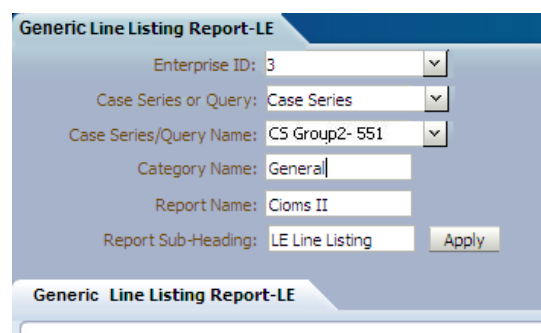 Generic Line Listing Report-LE
Enterprise ID: 3
Case Series or Query: Case Series
Case Series/Query Name: CS Group2- 551
Category Name: General
Report Name: Cioms II
Report Sub-Heading: LE Line Listing Apply
Generic Line Listing Report-LE